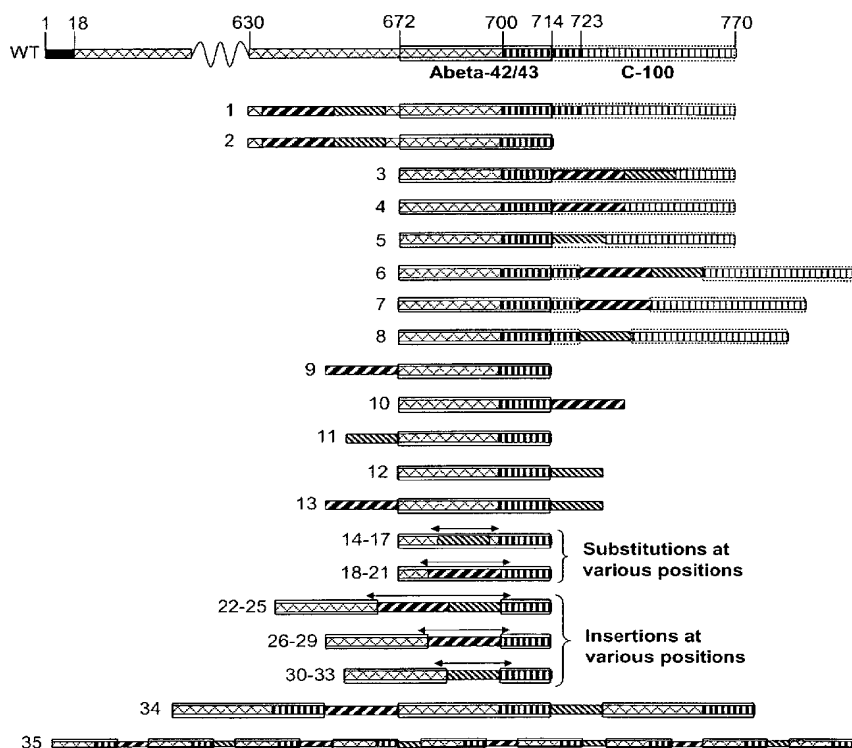 1 18 630 672 700 714 723 770
WT
Abeta-42/43 C-100
1
2
3
4
5
6
7
8
9
10
11
12
13
14-17
18-21
Substitutions at
various positions
22-25
26-29
30-33
Insertions at
various positions
34
35